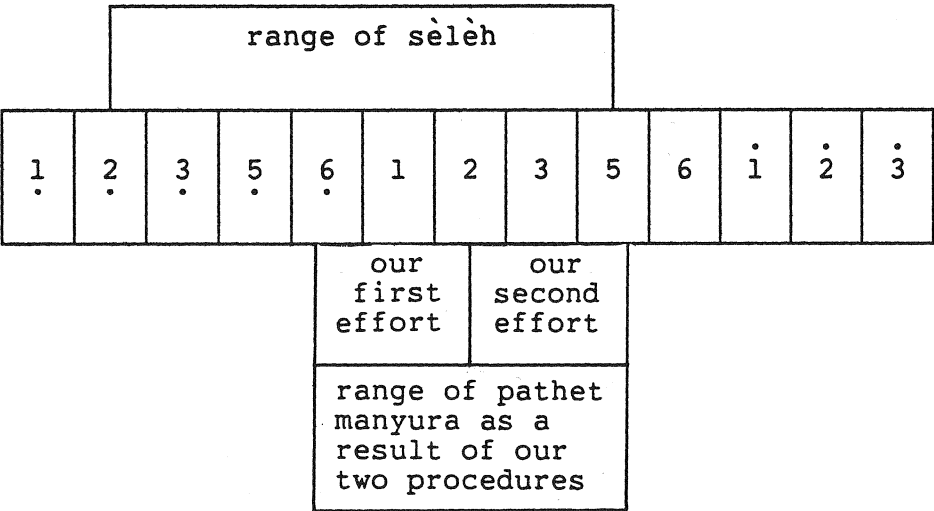 range of sèlèh
1̣ 2̣ 3̣ 5̣ 6̣ 1 2 3 5 6 1̇ 2̇ 3̇
our
first
effort
our
second
effort
range of pathet
manyura as a
result of our
two procedures